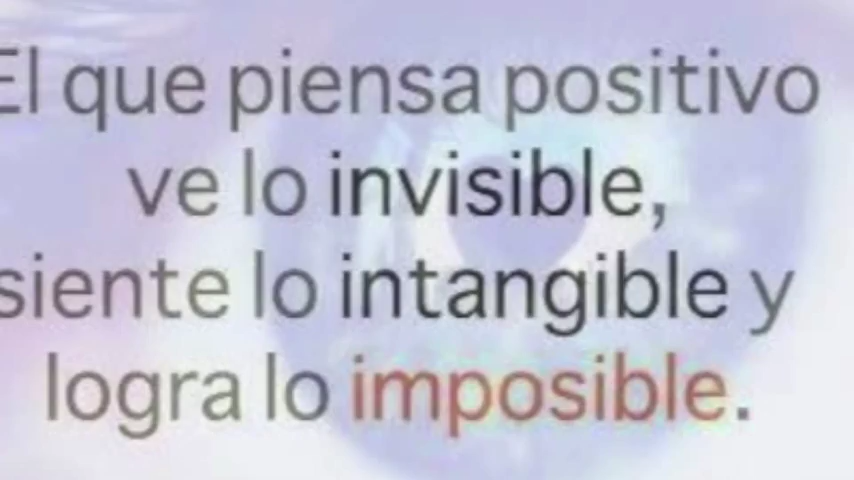 El que piensa positivo
ve lo invisible,
siente lo intangible y
logra lo imposible.